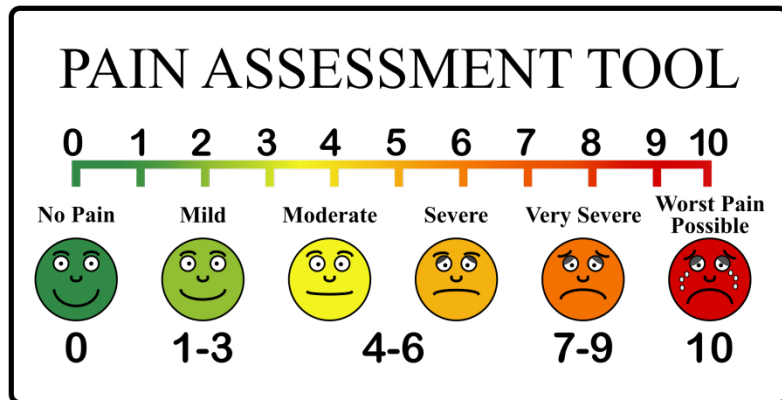 PAIN ASSESSMENT TOOL
0 1 2 3 4 5 6 7 8 9 10
No Pain Mild Moderate Severe Very Severe Worst Pain Possible
0 1-3 4-6 7-9 10